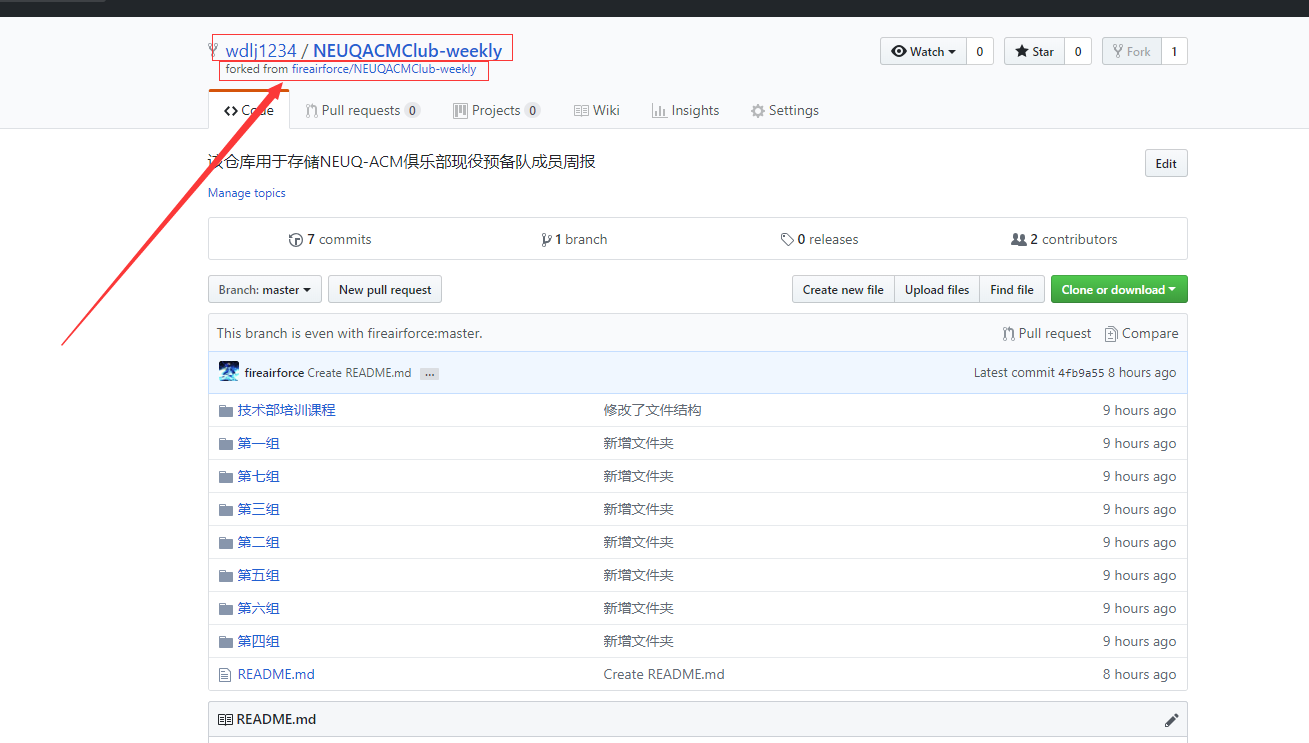 wdlj1234 / NEUQACMClub-weekly
Watch 0 Star 0 Fork 1
forked from fireairforce/NEUQACMClub-weekly
Code Pull requests 0 Projects 0 Wiki Insights Settings
该仓库用于存储NEUQ-ACM俱乐部现役预备队成员周报
Edit
Manage topics
7 commits 1 branch 0 releases 2 contributors
Branch: master New pull request Create new file Upload files Find file Clone or download
This branch is even with fireairforce:master. Pull request Compare
fireairforce Create README.md ... Latest commit 4fb9a55 8 hours ago
技术部培训课程 修改了文件结构 9 hours ago
第一组 新增文件夹 9 hours ago
第七组 新增文件夹 9 hours ago
第三组 新增文件夹 9 hours ago
第二组 新增文件夹 9 hours ago
第五组 新增文件夹 9 hours ago
第六组 新增文件夹 9 hours ago
第四组 新增文件夹 9 hours ago
README.md Create README.md 8 hours ago
README.md